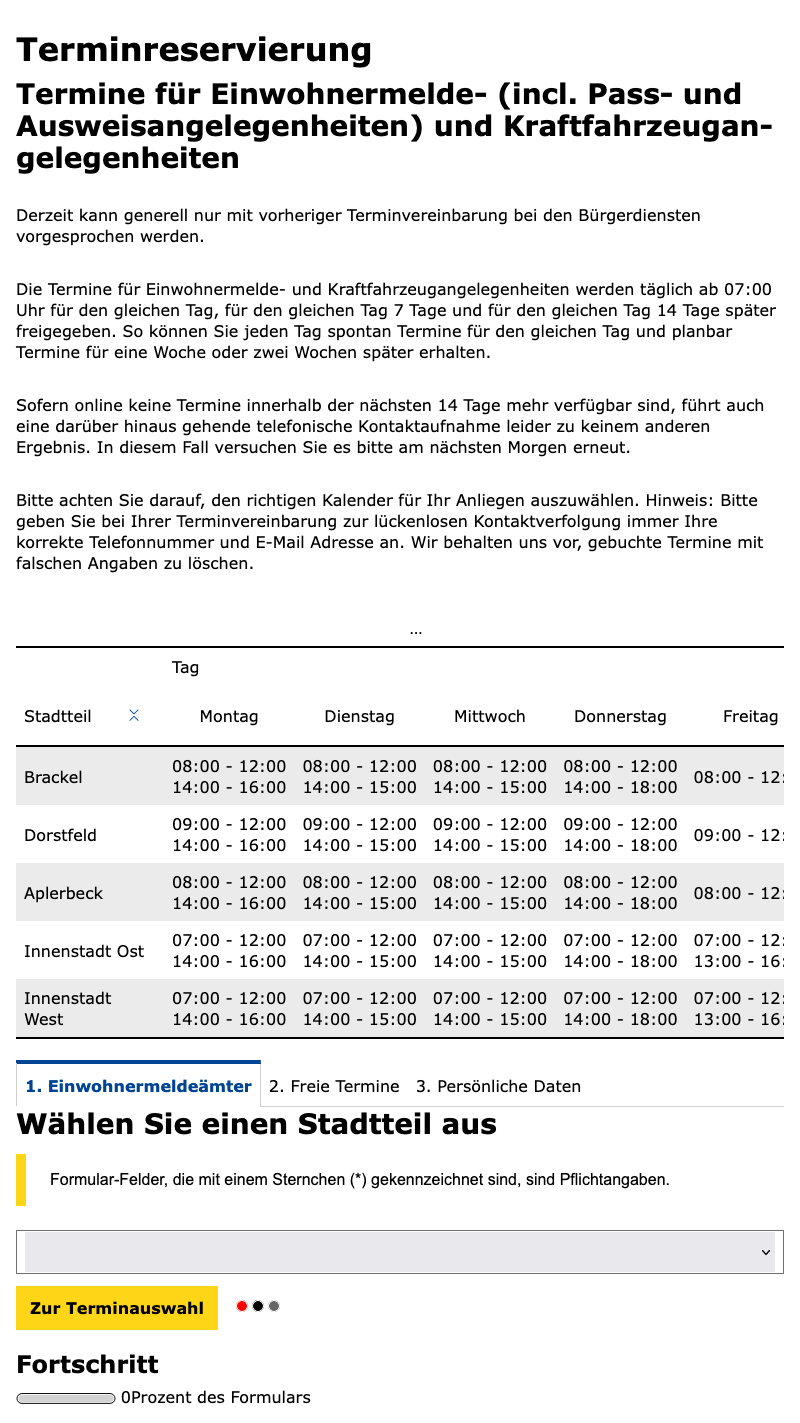 Terminreservierung
Termine für Einwohnermelde- (incl. Pass- und
Ausweisangelegenheiten) und Kraftfahrzeugan-
gelegenheiten
Derzeit kann generell nur mit vorheriger Terminvereinbarung bei den Bürgerdiensten
vorgesprochen werden.
Die Termine für Einwohnermelde- und Kraftfahrzeugangelegenheiten werden täglich ab 07:00
Uhr für den gleichen Tag, für den gleichen Tag 7 Tage und für den gleichen Tag 14 Tage später
freigegeben. So können Sie jeden Tag spontan Termine für den gleichen Tag und planbar
Termine für eine Woche oder zwei Wochen später erhalten.
Sofern online keine Termine innerhalb der nächsten 14 Tage mehr verfügbar sind, führt auch
eine darüber hinaus gehende telefonische Kontaktaufnahme leider zu keinem anderen
Ergebnis. In diesem Fall versuchen Sie es bitte am nächsten Morgen erneut.
Bitte achten Sie darauf, den richtigen Kalender für Ihr Anliegen auszuwählen. Hinweis: Bitte
geben Sie bei Ihrer Terminvereinbarung zur lückenlosen Kontaktverfolgung immer Ihre
korrekte Telefonnummer und E-Mail Adresse an. Wir behalten uns vor, gebuchte Termine mit
falschen Angaben zu löschen.
...
Tag
Stadtteil Montag Dienstag Mittwoch Donnerstag Freitag
Brackel 08:00 - 12:00 08:00 - 12:00 08:00 - 12:00 08:00 - 12:00 08:00 - 12:
14:00 - 16:00 14:00 - 15:00 14:00 - 15:00 14:00 - 18:00
Dorstfeld 09:00 - 12:00 09:00 - 12:00 09:00 - 12:00 09:00 - 12:00 09:00 - 12:
14:00 - 16:00 14:00 - 15:00 14:00 - 15:00 14:00 - 18:00
Aplerbeck 08:00 - 12:00 08:00 - 12:00 08:00 - 12:00 08:00 - 12:00 08:00 - 12:
14:00 - 16:00 14:00 - 15:00 14:00 - 15:00 14:00 - 18:00
Innenstadt Ost 07:00 - 12:00 07:00 - 12:00 07:00 - 12:00 07:00 - 12:00 07:00 - 12:
14:00 - 16:00 14:00 - 15:00 14:00 - 15:00 14:00 - 18:00 13:00 - 16:
Innenstadt 07:00 - 12:00 07:00 - 12:00 07:00 - 12:00 07:00 - 12:00 07:00 - 12:
West 14:00 - 16:00 14:00 - 15:00 14:00 - 15:00 14:00 - 18:00 13:00 - 16:
1. Einwohnermeldeämter 2. Freie Termine 3. Persönliche Daten
Wählen Sie einen Stadtteil aus
Formular-Felder, die mit einem Sternchen (*) gekennzeichnet sind, sind Pflichtangaben.
Zur Terminauswahl
Fortschritt
0Prozent des Formulars